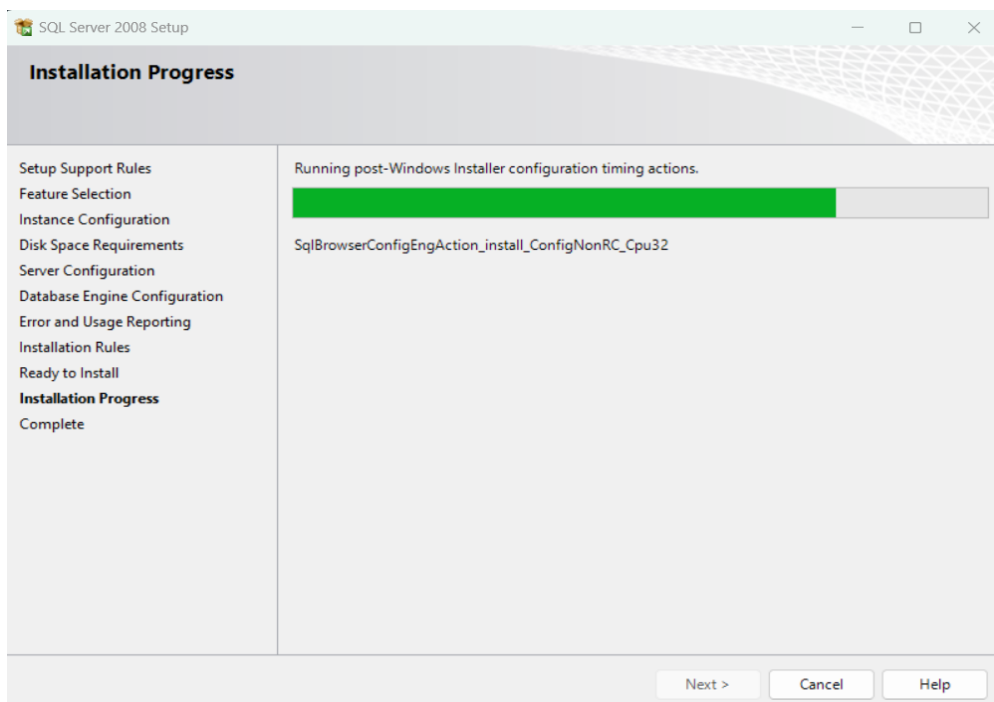 SQL Server 2008 Setup
Installation Progress
Setup Support Rules
Feature Selection
Instance Configuration
Disk Space Requirements
Server Configuration
Database Engine Configuration
Error and Usage Reporting
Installation Rules
Ready to Install
Installation Progress
Complete
Running post-Windows Installer configuration timing actions.
SqlBrowserConfigEngAction_install_ConfigNonRC_Cpu32
Next >
Cancel
Help